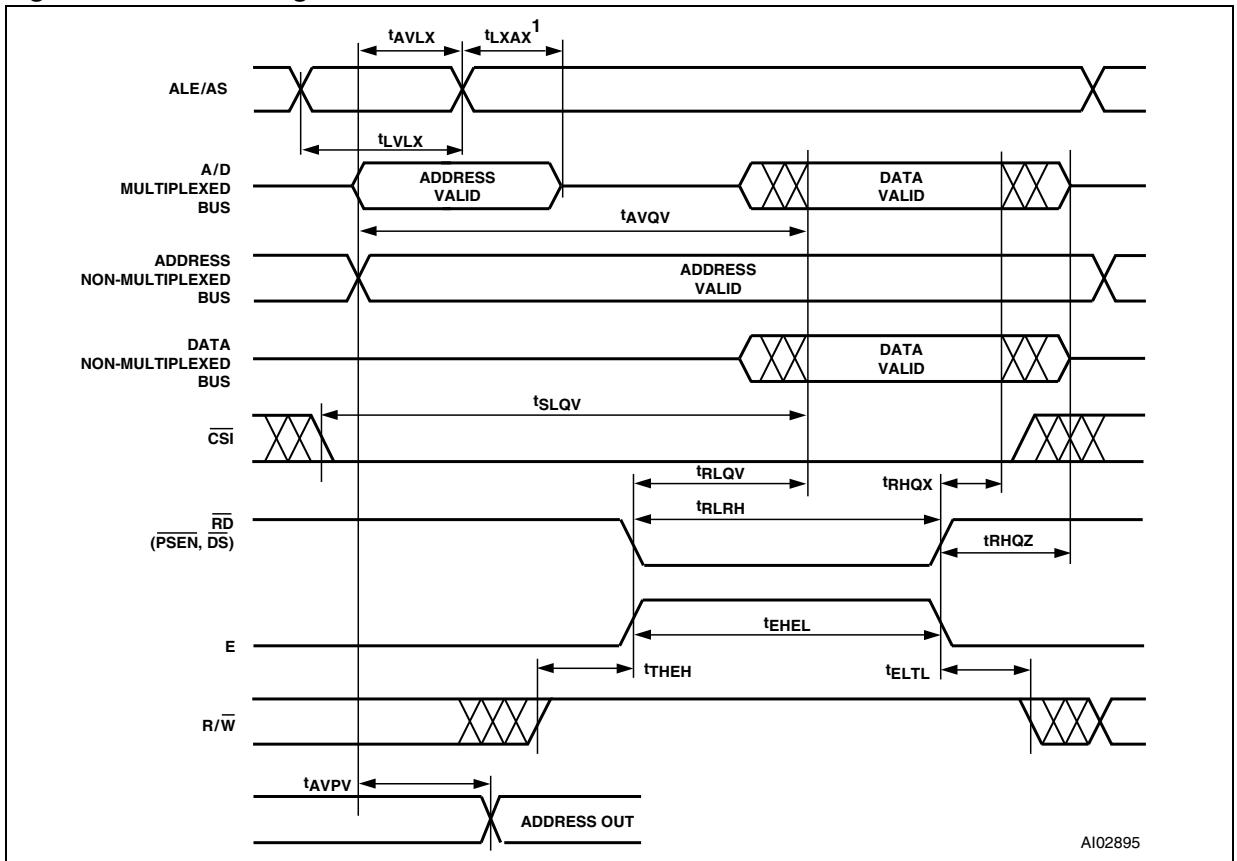 tAVLX tLXAX 1
ALE/AS
tLVLX
A/D
MULTIPLEXED
BUS
ADDRESS
VALID
DATA
VALID
tAVQV
ADDRESS
NON-MULTIPLEXED
BUS
ADDRESS
VALID
DATA
NON-MULTIPLEXED
BUS
DATA
VALID
tSLQV
CSI
tRLQV
tRHQX
tRLRH
RD
(PSEN, DS)
tRHQZ
tEHEL
E
tTHEH
tELTL
R/W
tAVPV
ADDRESS OUT
AI02895